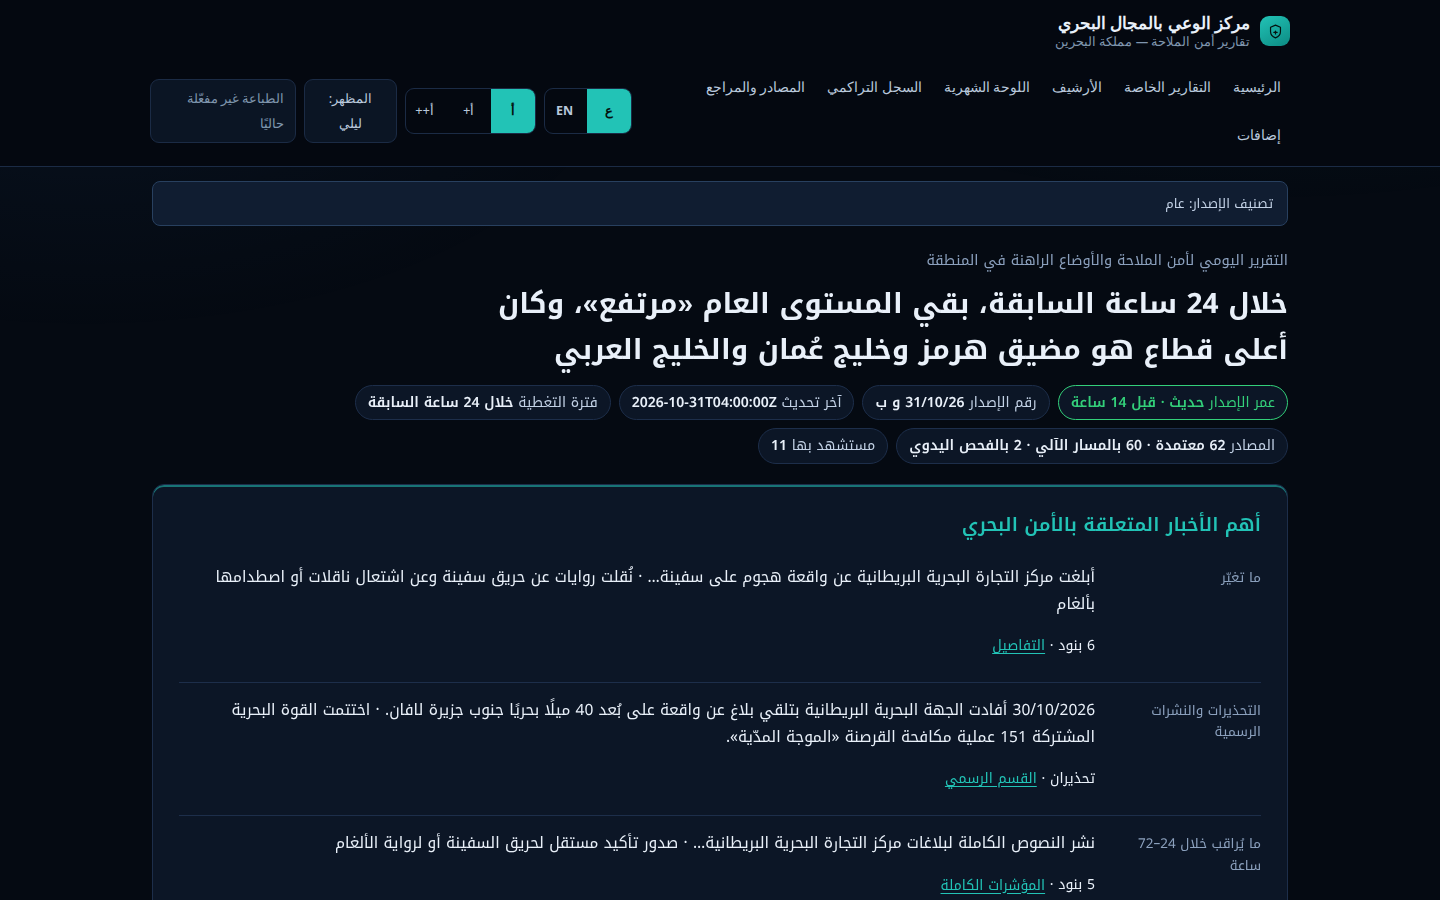 مركز الوعي بالمجال البحري
تقارير أمن الملاحة — مملكة البحرين
الرئيسية
التقارير الخاصة
الأرشيف
اللوحة الشهرية
السجل التراكمي
المصادر والمراجع
إضافات
ع
EN
أ
أ+
أ++
المظهر:
ليلي
الطباعة غير مفعّلة
حاليًا
تصنيف الإصدار: عام
التقرير اليومي لأمن الملاحة والأوضاع الراهنة في المنطقة
خلال 24 ساعة السابقة، بقي المستوى العام «مرتفع»، وكان
أعلى قطاع هو مضيق هرمز وخليج عُمان والخليج العربي
عمر الإصدار حديث · قبل 14 ساعة
رقم الإصدار 31/10/26 و ب
آخر تحديث 2026-10-31T04:00:00Z
فترة التغطية خلال 24 ساعة السابقة
المصادر 62 معتمدة · 60 بالمسار الآلي · 2 بالفحص اليدوي
مستشهد بها 11
أهم الأخبار المتعلقة بالأمن البحري
ما تغيّر
أبلغت مركز التجارة البحرية البريطانية عن واقعة هجوم على سفينة... · نُقلت روايات عن حريق سفينة وعن اشتعال ناقلات أو اصطدامها
بألغام
6 بنود · التفاصيل
التحذيرات والنشرات
الرسمية
30/10/2026 أفادت الجهة البحرية البريطانية بتلقي بلاغ عن واقعة على بُعد 40 ميلًا بحريًا جنوب جزيرة لافان. · اختتمت القوة البحرية
المشتركة 151 عملية مكافحة القرصنة «الموجة المدّية».
تحذيران · القسم الرسمي
ما يُراقب خلال 24–72
ساعة
نشر النصوص الكاملة لبلاغات مركز التجارة البحرية البريطانية... · صدور تأكيد مستقل لحريق السفينة أو لرواية الألغام
5 بنود · المؤشرات الكاملة